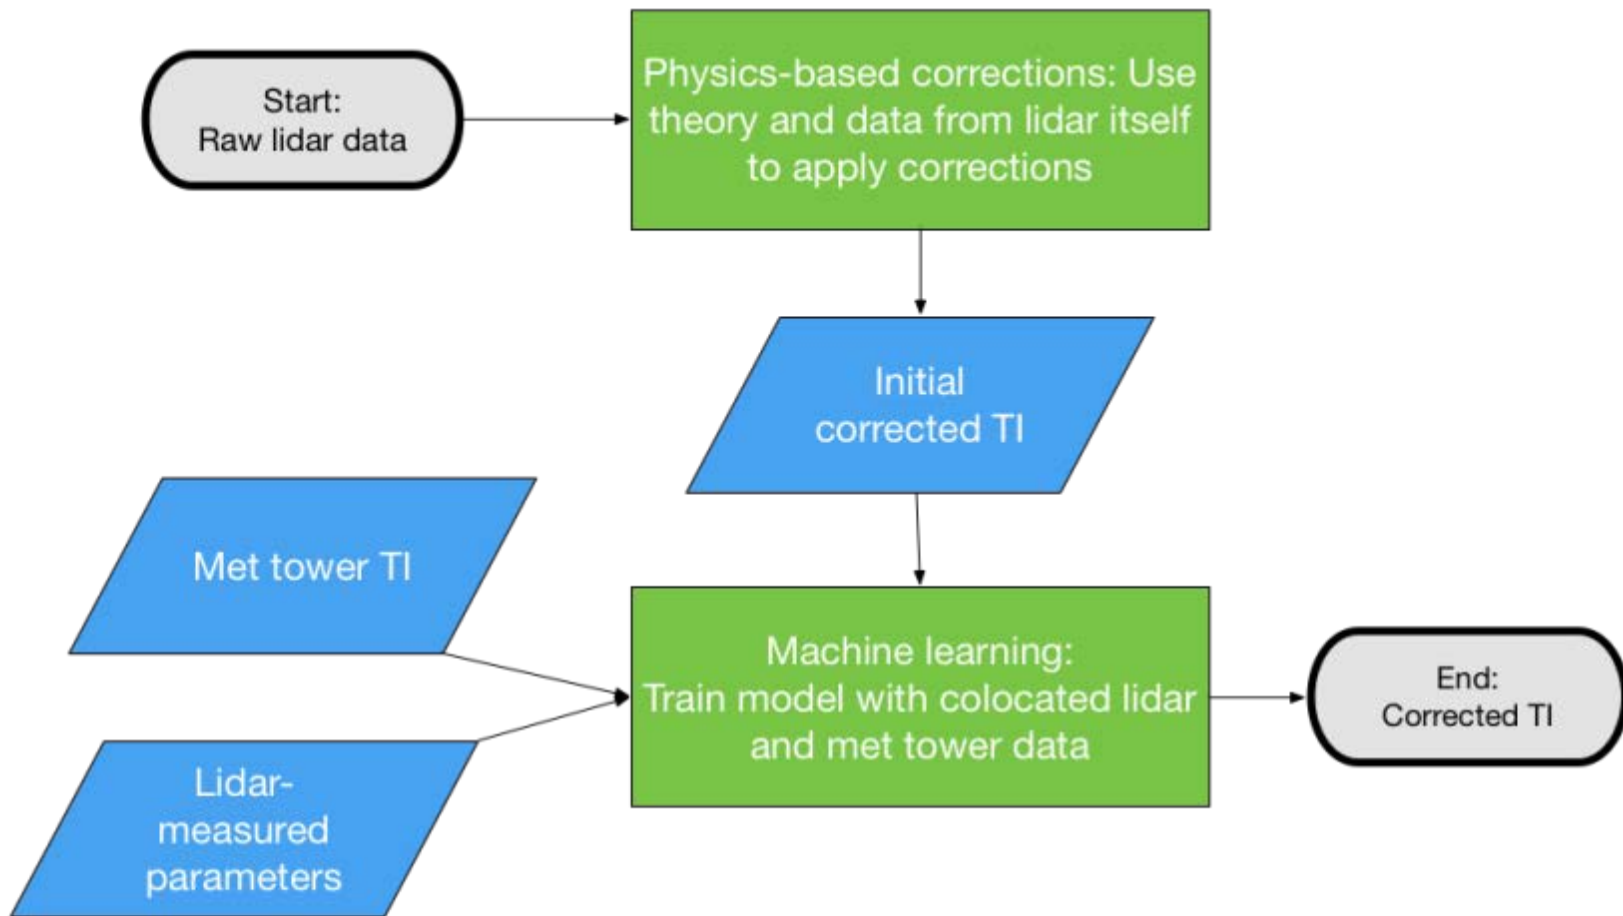 Start:
Raw lidar data
Physics-based corrections: Use
theory and data from lidar itself
to apply corrections
Initial
corrected TI
Met tower TI
Lidar-
measured
parameters
Machine learning:
Train model with colocated lidar
and met tower data
End:
Corrected TI